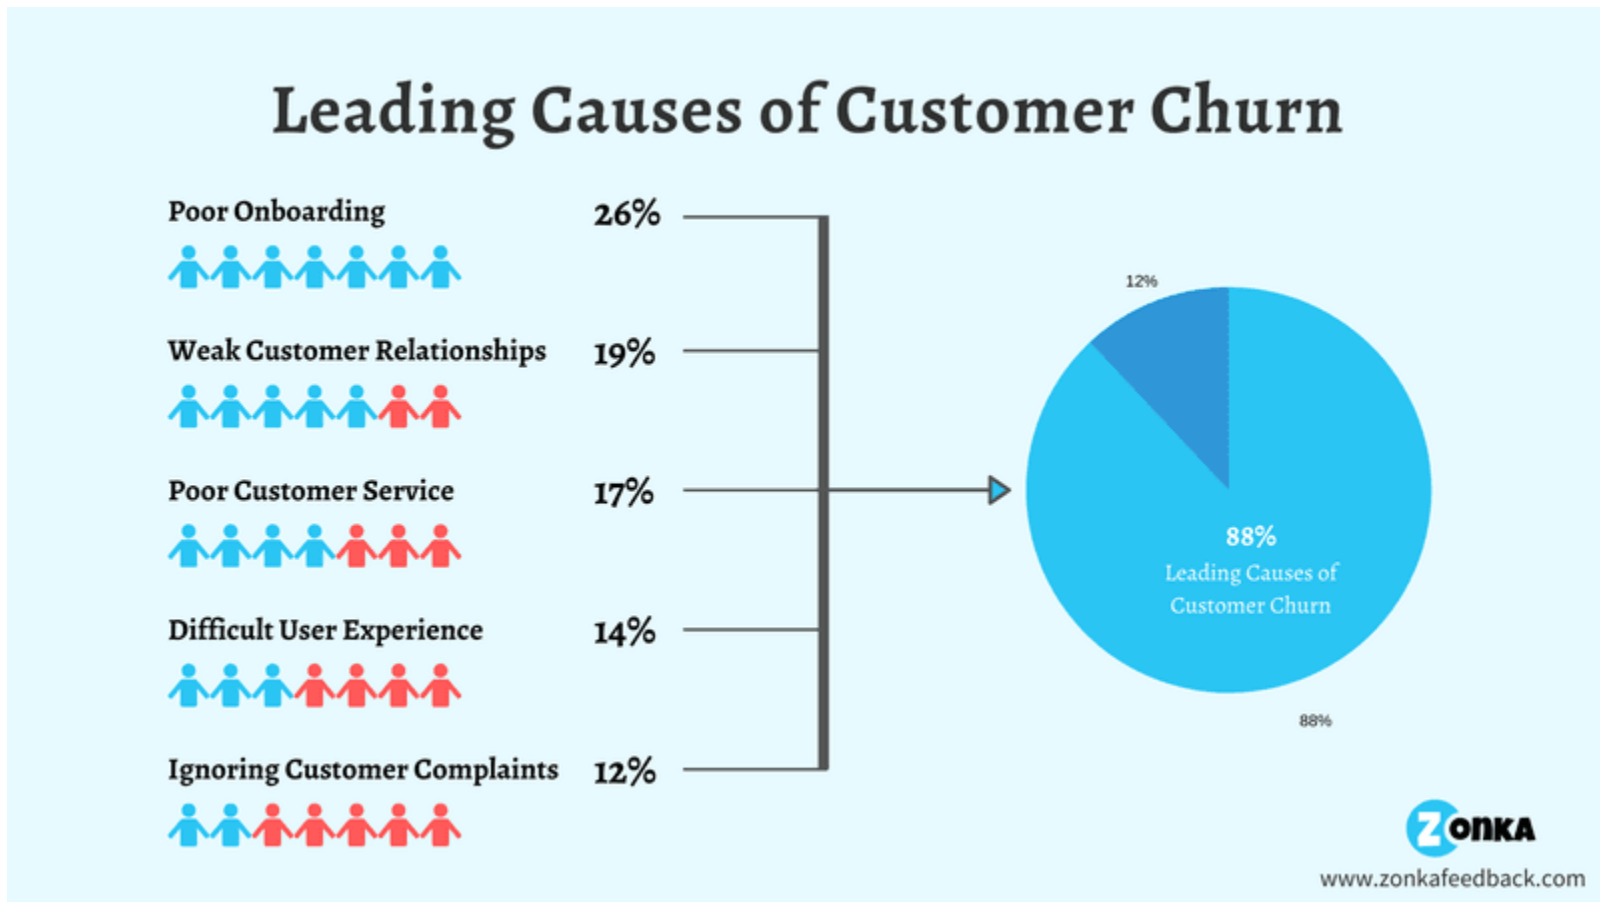 Leading Causes of Customer Churn
Poor Onboarding 26%
Weak Customer Relationships 19%
Poor Customer Service 17%
Difficult User Experience 14%
Ignoring Customer Complaints 12%
12%
88%
Leading Causes of
Customer Churn
88%
ZONKA
www.zonkafeedback.com